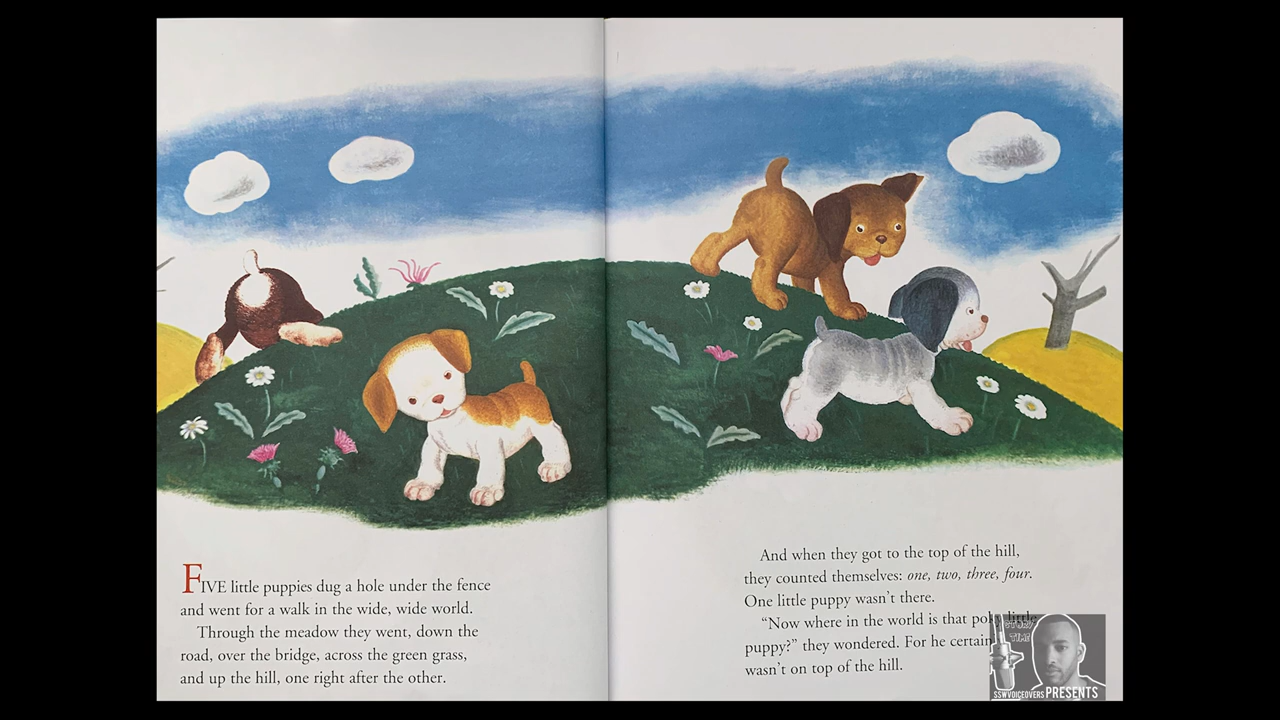 FIVE little puppies dug a hole under the fence
and went for a walk in the wide, wide world.
Through the meadow they went, down the
road, over the bridge, across the green grass,
and up the hill, one right after the other.
And when they got to the top of the hill,
they counted themselves: one, two, three, four.
One little puppy wasn't there.
“Now where in the world is that poky little
puppy?” they wondered. For he certain
wasn't on top of the hill.
TIME
SSWVOICEOVERS PRESENTS